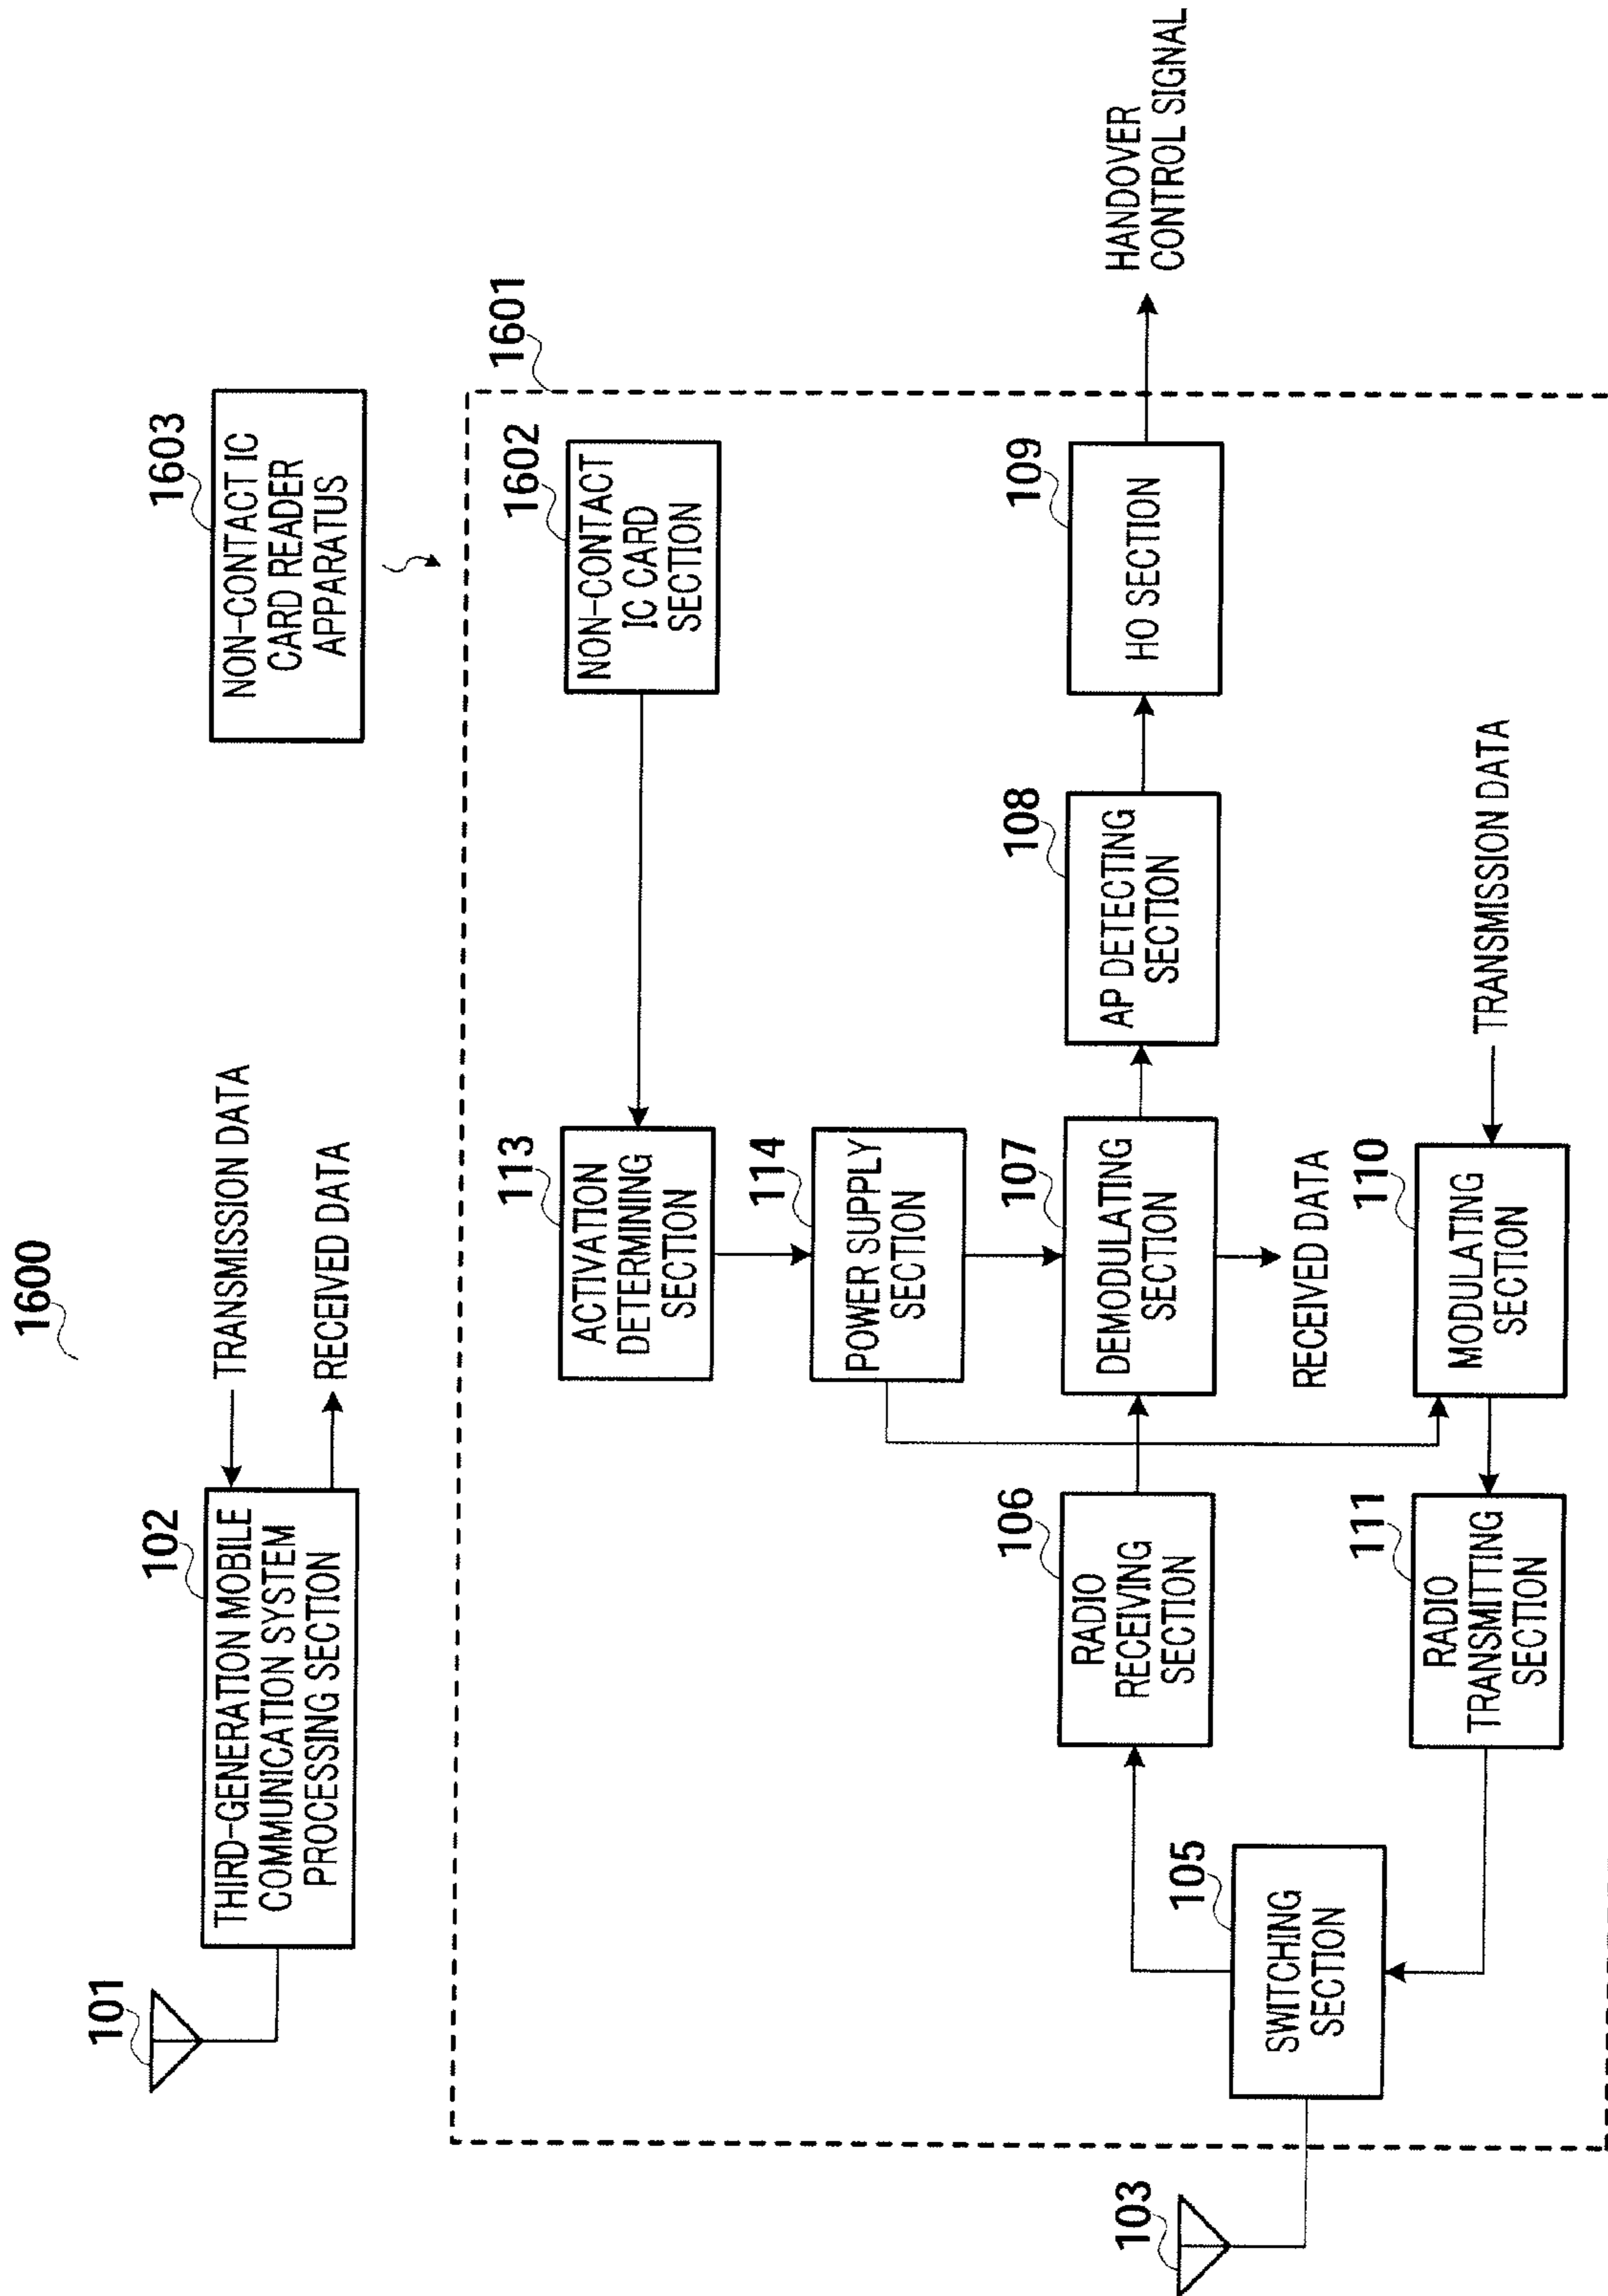 1600
101
102
THIRD-GENERATION MOBILE
COMMUNICATION SYSTEM
PROCESSING SECTION
TRANSMISSION DATA
RECEIVED DATA
1603
NON-CONTACT IC
CARD READER
APPARATUS
1601
113
ACTIVATION
DETERMINING
SECTION
1602
NON-CONTACT
IC CARD
SECTION
114
POWER SUPPLY
SECTION
103
105
SWITCHING
SECTION
106
RADIO
RECEIVING
SECTION
107
DEMODULATING
SECTION
108
AP DETECTING
SECTION
109
HO SECTION
HANDOVER
CONTROL SIGNAL
RECEIVED DATA
111
RADIO
TRANSMITTING
SECTION
110
MODULATING
SECTION
TRANSMISSION DATA